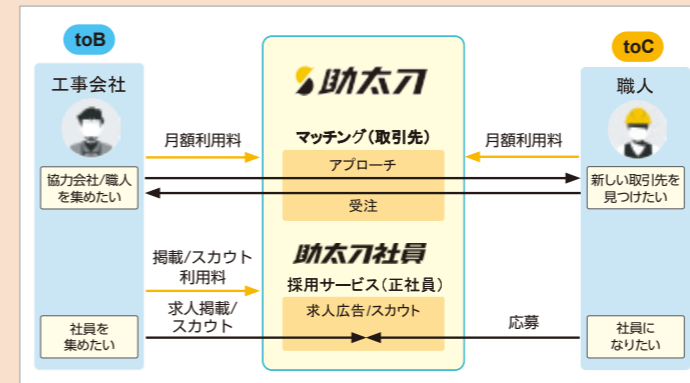 toB
toC
工事会社
助太刀
職人
月額利用料
マッチング(取引先)
月額利用料
アプローチ
協力会社/職人
を集めたい
新しい取引先を
見つけたい
受注
掲載/スカウト
利用料
助太刀社員
採用サービス(正社員)
求人掲載/
スカウト
求人広告/スカウト
応募
社員を
集めたい
社員に
なりたい